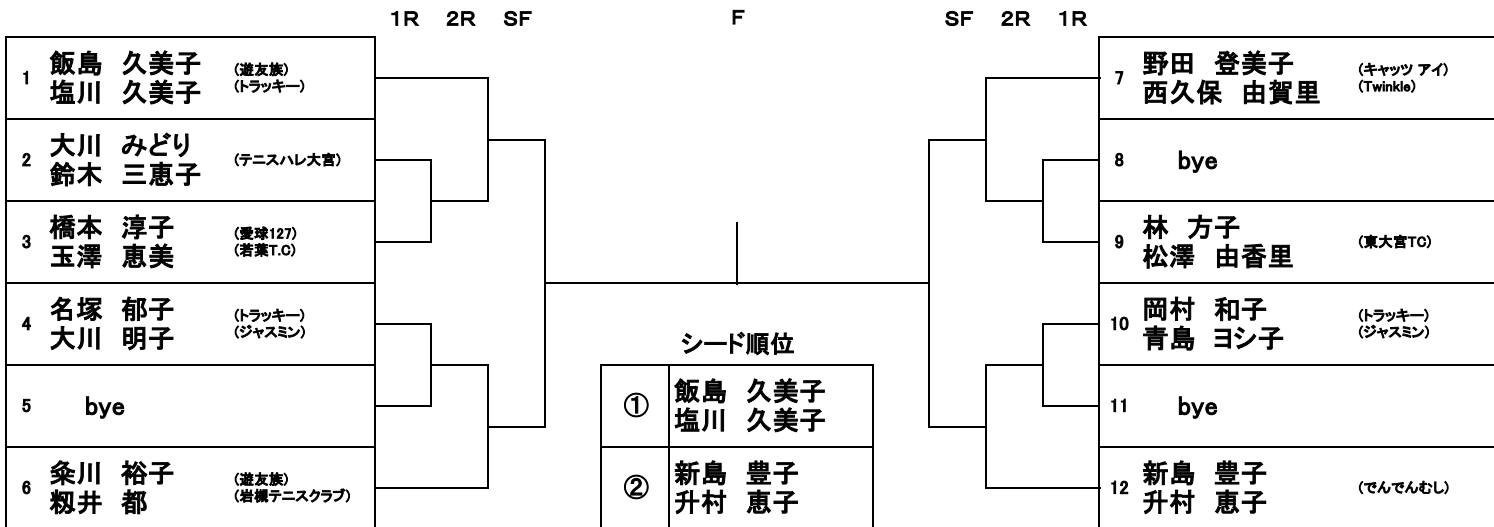 1R 2R SF F SF 2R 1R
1 飯島 久美子 (遊友族)
塩川 久美子 (トラッキー)
2 大川 みどり (テニスハレ大宮)
鈴木 三恵子
3 橋本 淳子 (愛球127)
玉澤 恵美 (若葉T.C)
4 名塚 郁子 (トラッキー)
大川 明子 (ジャスミン)
5 bye
6 粂川 裕子 (遊友族)
籾井 都 (岩槻テニスクラブ)
シード順位
① 飯島 久美子
塩川 久美子
② 新島 豊子
升村 恵子
7 野田 登美子 (キャッツ アイ)
西久保 由賀里 (Twinkle)
8 bye
9 林 方子 (東大宮TC)
松澤 由香里
10 岡村 和子 (トラッキー)
青島 ヨシ子 (ジャスミン)
11 bye
12 新島 豊子 (でんでんむし)
升村 恵子